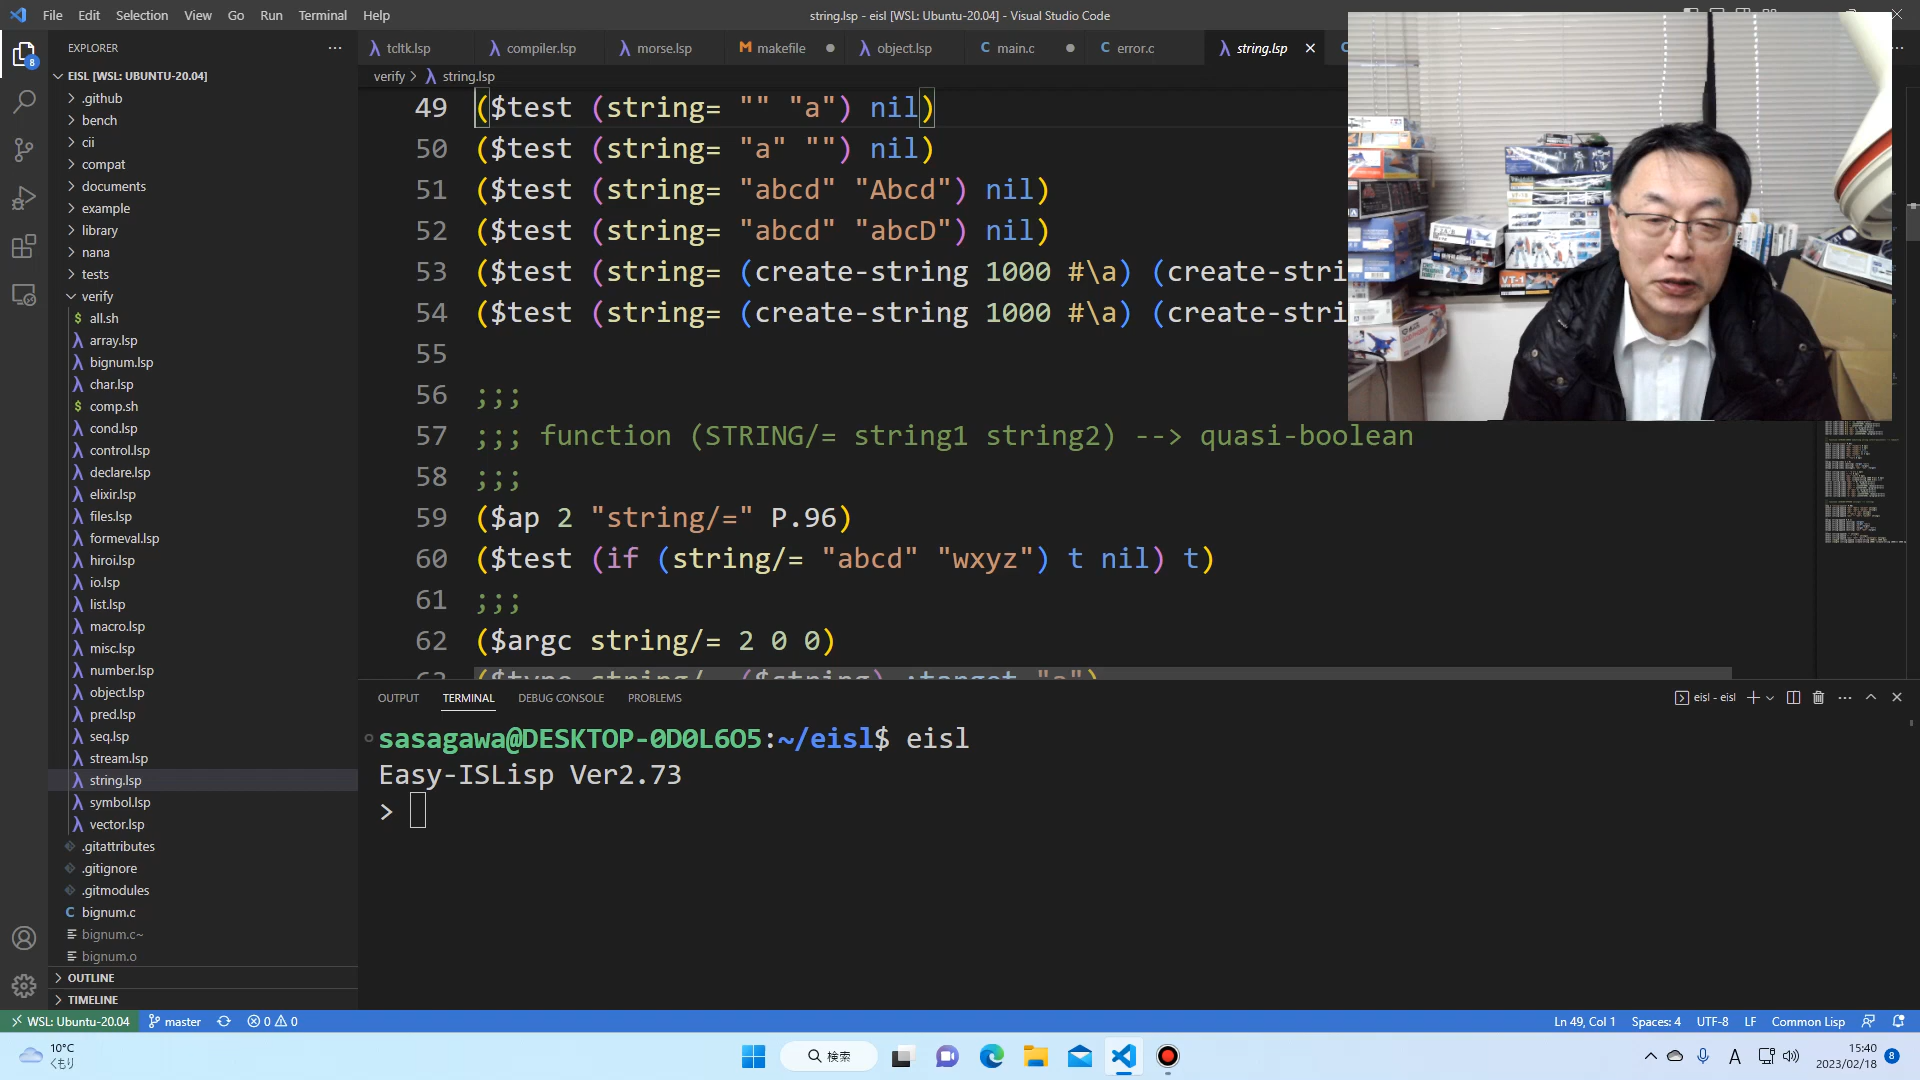 File Edit Selection View Go Run Terminal Help
string.lsp - eisl [WSL: Ubuntu-20.04] - Visual Studio Code
EXPLORER
EISL [WSL: UBUNTU-20.04]
.github
bench
cii
compat
documents
example
library
nana
tests
verify
all.sh
array.lsp
bignum.lsp
char.lsp
comp.sh
cond.lsp
control.lsp
declare.lsp
elixir.lsp
files.lsp
formeval.lsp
hiroi.lsp
io.lsp
list.lsp
macro.lsp
misc.lsp
number.lsp
object.lsp
pred.lsp
seq.lsp
stream.lsp
string.lsp
symbol.lsp
vector.lsp
.gitattributes
.gitignore
.gitmodules
bignum.c
bignum.c~
bignum.o
OUTLINE
TIMELINE
tcltk.lsp compiler.lsp morse.lsp makefile object.lsp main.c error.c string.lsp
verify > string.lsp
49 ($test (string= "" "a") nil)
50 ($test (string= "a" "") nil)
51 ($test (string= "abcd" "Abcd") nil)
52 ($test (string= "abcd" "abcD") nil)
53 ($test (string= (create-string 1000 #\a) (create-stri
54 ($test (string= (create-string 1000 #\a) (create-stri
55
56 ;;;
57 ;;; function (STRING/= string1 string2) --> quasi-boolean
58 ;;;
59 ($ap 2 "string/=" P.96)
60 ($test (if (string/= "abcd" "wxyz") t nil) t)
61 ;;;
62 ($argc string/= 2 0 0)
OUTPUT TERMINAL DEBUG CONSOLE PROBLEMS
eisl - eisl
sasagawa@DESKTOP-0D0L6O5:~/eisl$ eisl
Easy-ISLisp Ver2.73
>
WSL: Ubuntu-20.04 master 0 0
Ln 49, Col 1 Spaces: 4 UTF-8 LF Common Lisp
10°C
くもり
検索
A
15:40
2023/02/18
8
VT-1